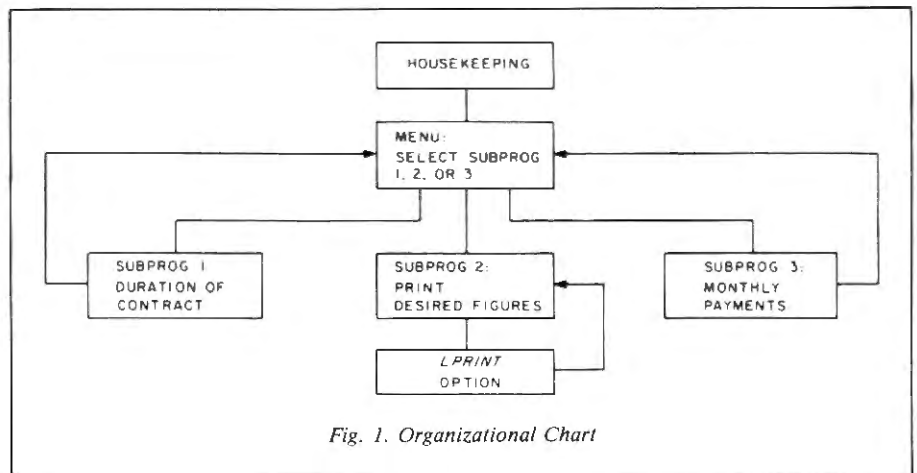 HOUSEKEEPING
MENU:
SELECT SUBPROG
1, 2, OR 3
SUBPROG 1
DURATION OF
CONTRACT
SUBPROG 2:
PRINT
DESIRED FIGURES
SUBPROG 3:
MONTHLY
PAYMENTS
LPRINT
OPTION
Fig. 1. Organizational Chart